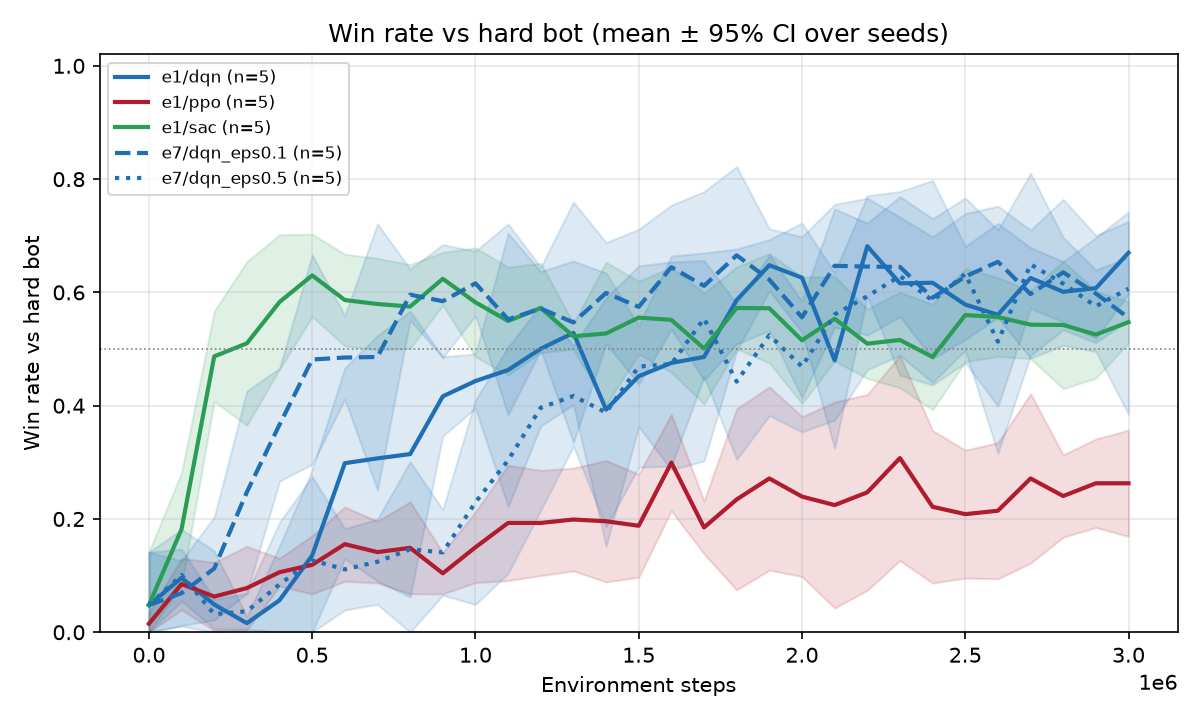 Win rate vs hard bot (mean ± 95% CI over seeds)
1.0
0.8
0.6
0.4
0.2
0.0
Win rate vs hard bot
e1/dqn (n=5)
e1/ppo (n=5)
e1/sac (n=5)
e7/dqn_eps0.1 (n=5)
e7/dqn_eps0.5 (n=5)
0.0 0.5 1.0 1.5 2.0 2.5 3.0
1e6
Environment steps